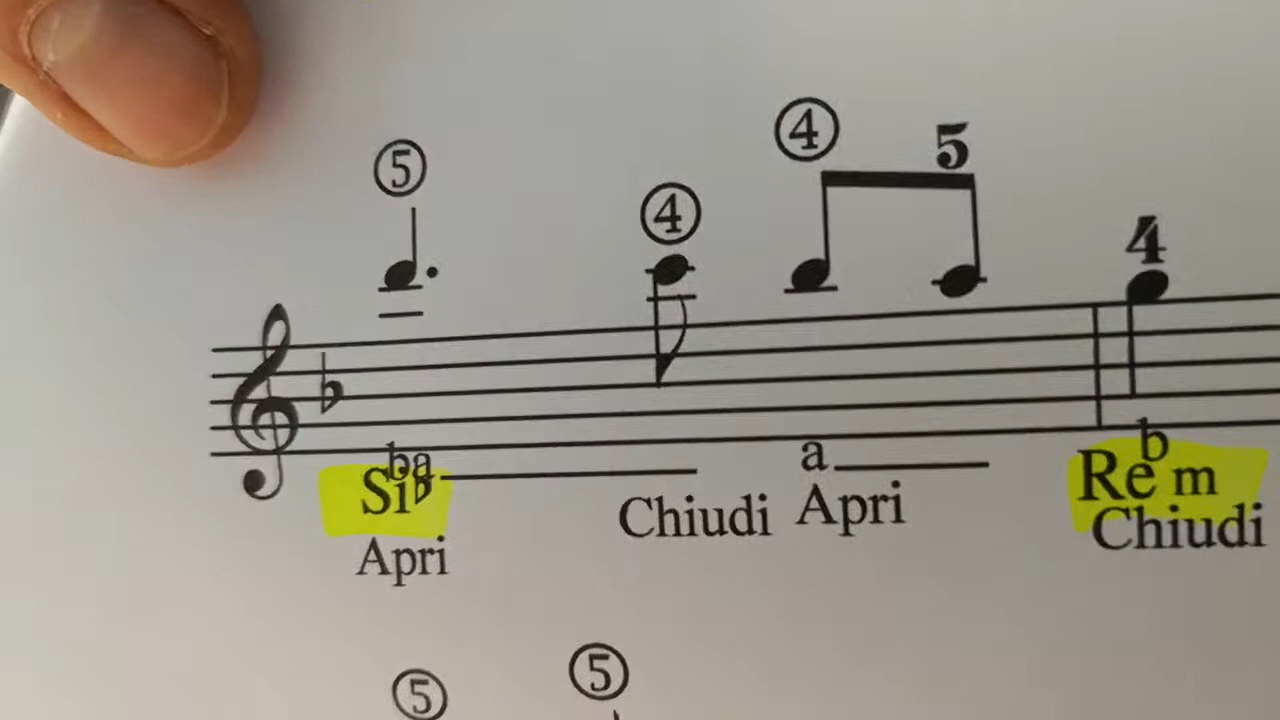 ⑤ ④ ④ 5 4
ba a b
Si♭ Re m
Apri Chiudi Apri Chiudi
⑤ ⑤